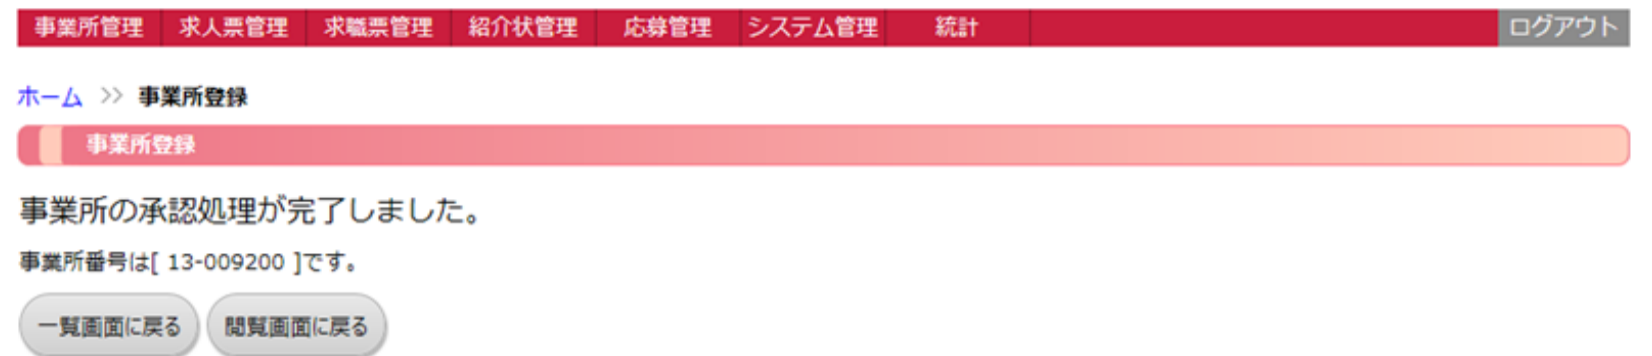 事業所管理 求人票管理 求職票管理 紹介状管理 応募管理 システム管理 統計 ログアウト
ホーム >> 事業所登録
事業所登録
事業所の承認処理が完了しました。
事業所番号は[ 13-009200 ]です。
一覧画面に戻る 閲覧画面に戻る